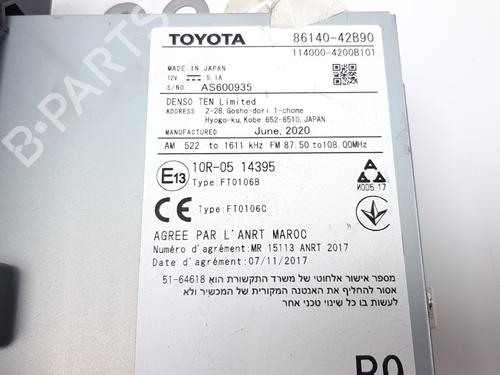 TOYOTA
86140-42B90
114000-4200B101
MADE IN JAPAN
12V 5.1A
S/NO. AS600935
DENSO TEN Limited
ADDRESS 2-28, Gosho-dori 1-chome
Hyogo-ku, Kobe 652-8510, JAPAN
MANUFACTURED June, 2020
AM 522 to 1611 kHz FM 87.50 to108.00MHz
E13 10R-05 14395
Type:FT0106B
И005 17
CE Type:FT0106C
AGREE PAR L'ANRT MAROC
Numéro d'agrément:MR 15113 ANRT 2017
Date d'agrément:07/11/2017
מספר אישור אלחוטי של משרד התקשורת הוא 51-64618
אסור להחליף את האנטנה המקורית של המכשיר ולא
לעשות בו כל שינוי טכני אחר